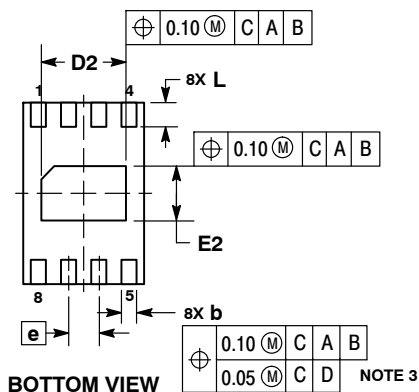 ⌖ 0.10 Ⓜ C A B
D2
8X L
1 4
⌖ 0.10 Ⓜ C A B
E2
8 5
8X b
e
⌖ 0.10 Ⓜ C A B
0.05 Ⓜ C D NOTE 3
BOTTOM VIEW